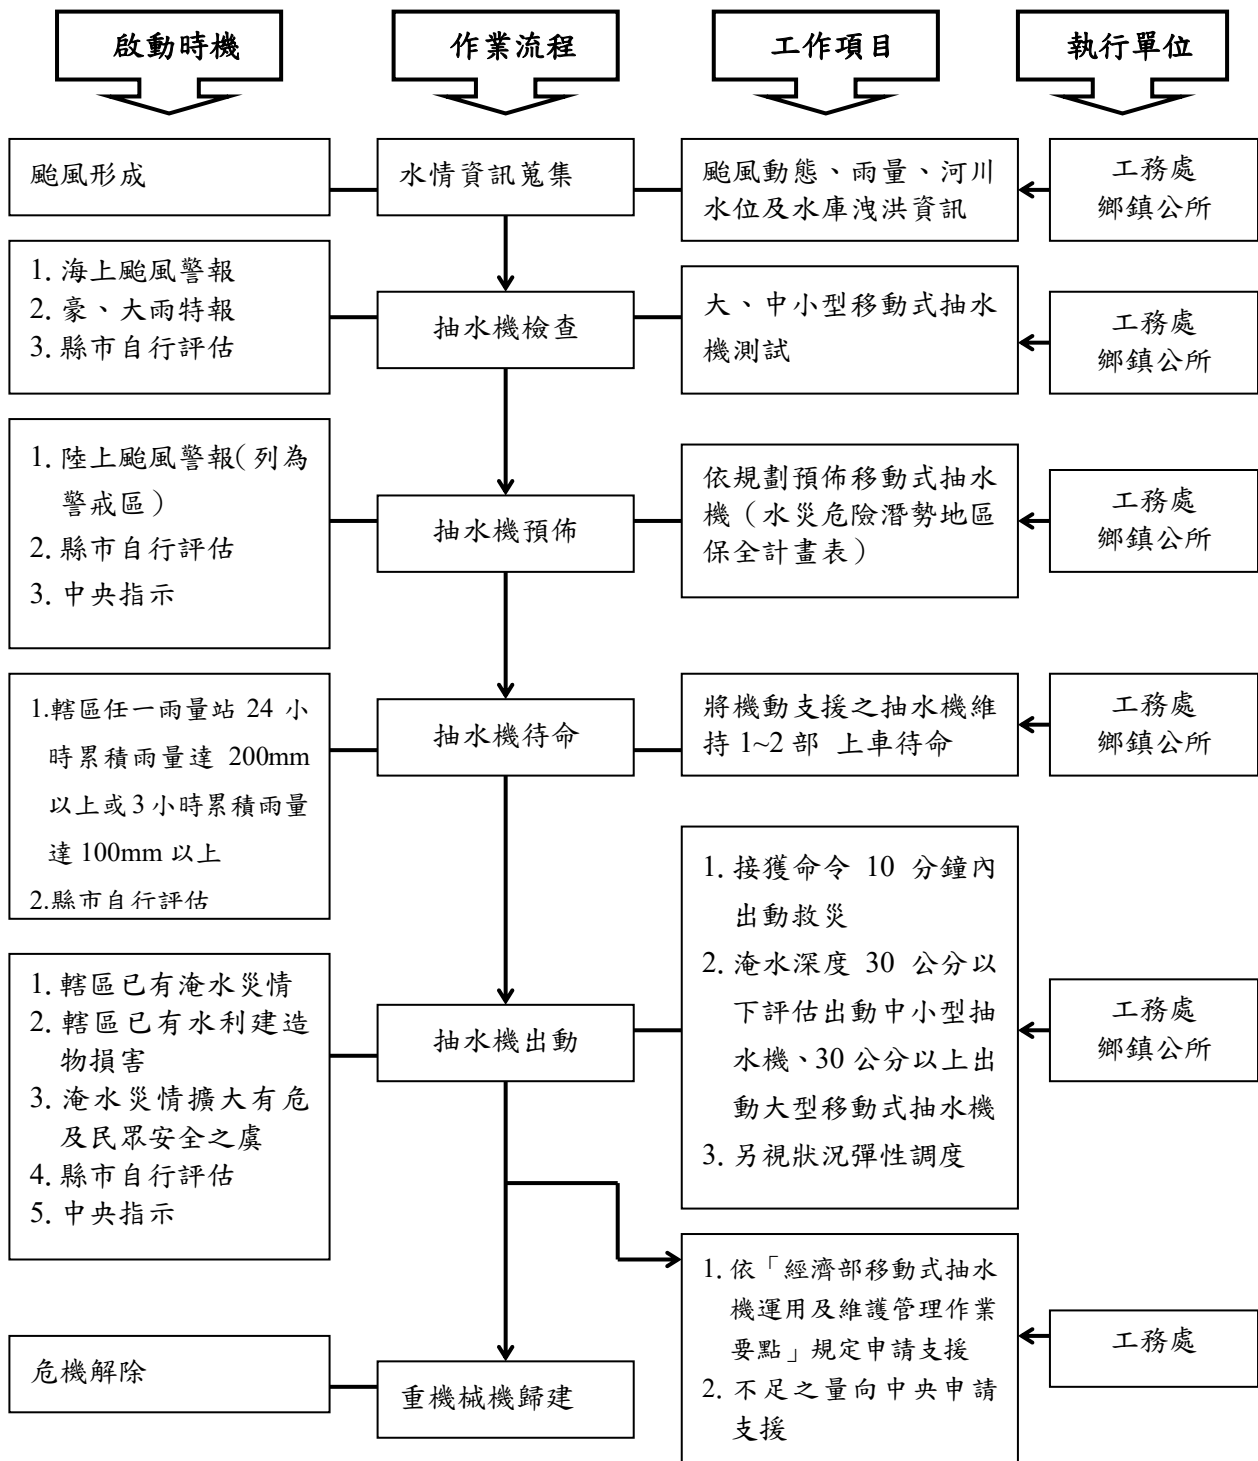 啟動時機
作業流程
工作項目
執行單位
颱風形成
水情資訊蒐集
颱風動態、雨量、河川
水位及水庫洩洪資訊
工務處
鄉鎮公所
1. 海上颱風警報
2. 豪、大雨特報
3. 縣市自行評估
抽水機檢查
大、中小型移動式抽水
機測試
工務處
鄉鎮公所
1. 陸上颱風警報(列為
警戒區)
2. 縣市自行評估
3. 中央指示
抽水機預佈
依規劃預佈移動式抽水
機(水災危險潛勢地區
保全計畫表)
工務處
鄉鎮公所
1.轄區任一雨量站 24 小
時累積雨量達 200mm
以上或3小時累積雨量
達100mm以上
2.縣市自行評估
抽水機待命
將機動支援之抽水機維
持1~2部 上車待命
工務處
鄉鎮公所
1. 轄區已有淹水災情
2. 轄區已有水利建造
物損害
3. 淹水災情擴大有危
及民眾安全之虞
4. 縣市自行評估
5. 中央指示
抽水機出動
1. 接獲命令 10 分鐘內
出動救災
2. 淹水深度 30 公分以
下評估出動中小型抽
水機、30公分以上出
動大型移動式抽水機
3. 另視狀況彈性調度
工務處
鄉鎮公所
1. 依「經濟部移動式抽水
機運用及維護管理作業
要點」規定申請支援
2. 不足之量向中央申請
支援
工務處
危機解除
重機械機歸建